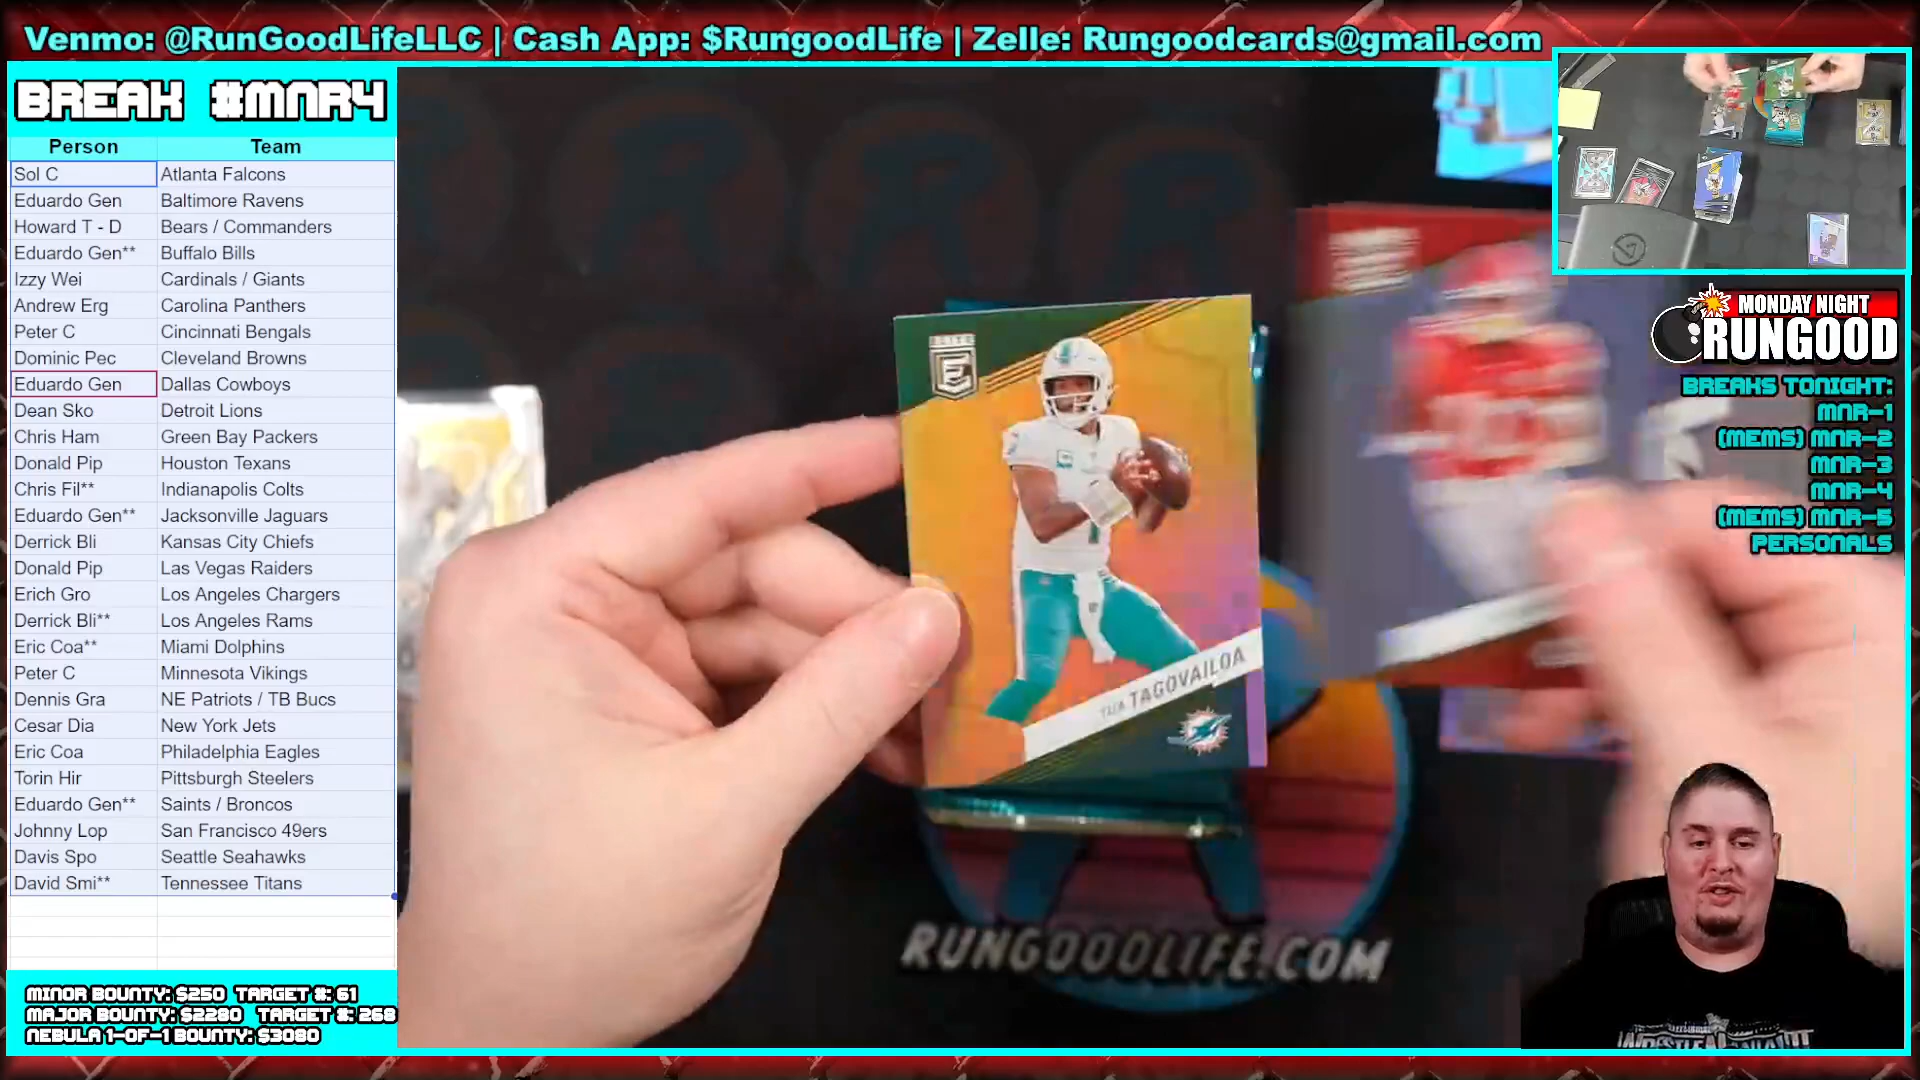 Venmo: @RunGoodLifeLLC | Cash App: $RungoodLife | Zelle: Rungoodcards@gmail.com
BREAK #MNR4
Person Team
Sol C Atlanta Falcons
Eduardo Gen Baltimore Ravens
Howard T - D Bears / Commanders
Eduardo Gen** Buffalo Bills
Izzy Wei Cardinals / Giants
Andrew Erg Carolina Panthers
Peter C Cincinnati Bengals
Dominic Pec Cleveland Browns
Eduardo Gen Dallas Cowboys
Dean Sko Detroit Lions
Chris Ham Green Bay Packers
Donald Pip Houston Texans
Chris Fil** Indianapolis Colts
Eduardo Gen** Jacksonville Jaguars
Derrick Bli Kansas City Chiefs
Donald Pip Las Vegas Raiders
Erich Gro Los Angeles Chargers
Derrick Bli** Los Angeles Rams
Eric Coa** Miami Dolphins
Peter C Minnesota Vikings
Dennis Gra NE Patriots / TB Bucs
Cesar Dia New York Jets
Eric Coa Philadelphia Eagles
Torin Hir Pittsburgh Steelers
Eduardo Gen** Saints / Broncos
Johnny Lop San Francisco 49ers
Davis Spo Seattle Seahawks
David Smi** Tennessee Titans
MINOR BOUNTY: $250 TARGET #: 61
MAJOR BOUNTY: $2280 TARGET #: 268
NEBULA 1-OF-1 BOUNTY: $3080
ELITE
E
TUA TAGOVAILOA
RUNGOODLIFE.COM
MONDAY NIGHT
RUNGOOD
BREAKS TONIGHT:
MNR-1
(MEMS) MNR-2
MNR-3
MNR-4
(MEMS) MNR-5
PERSONALS